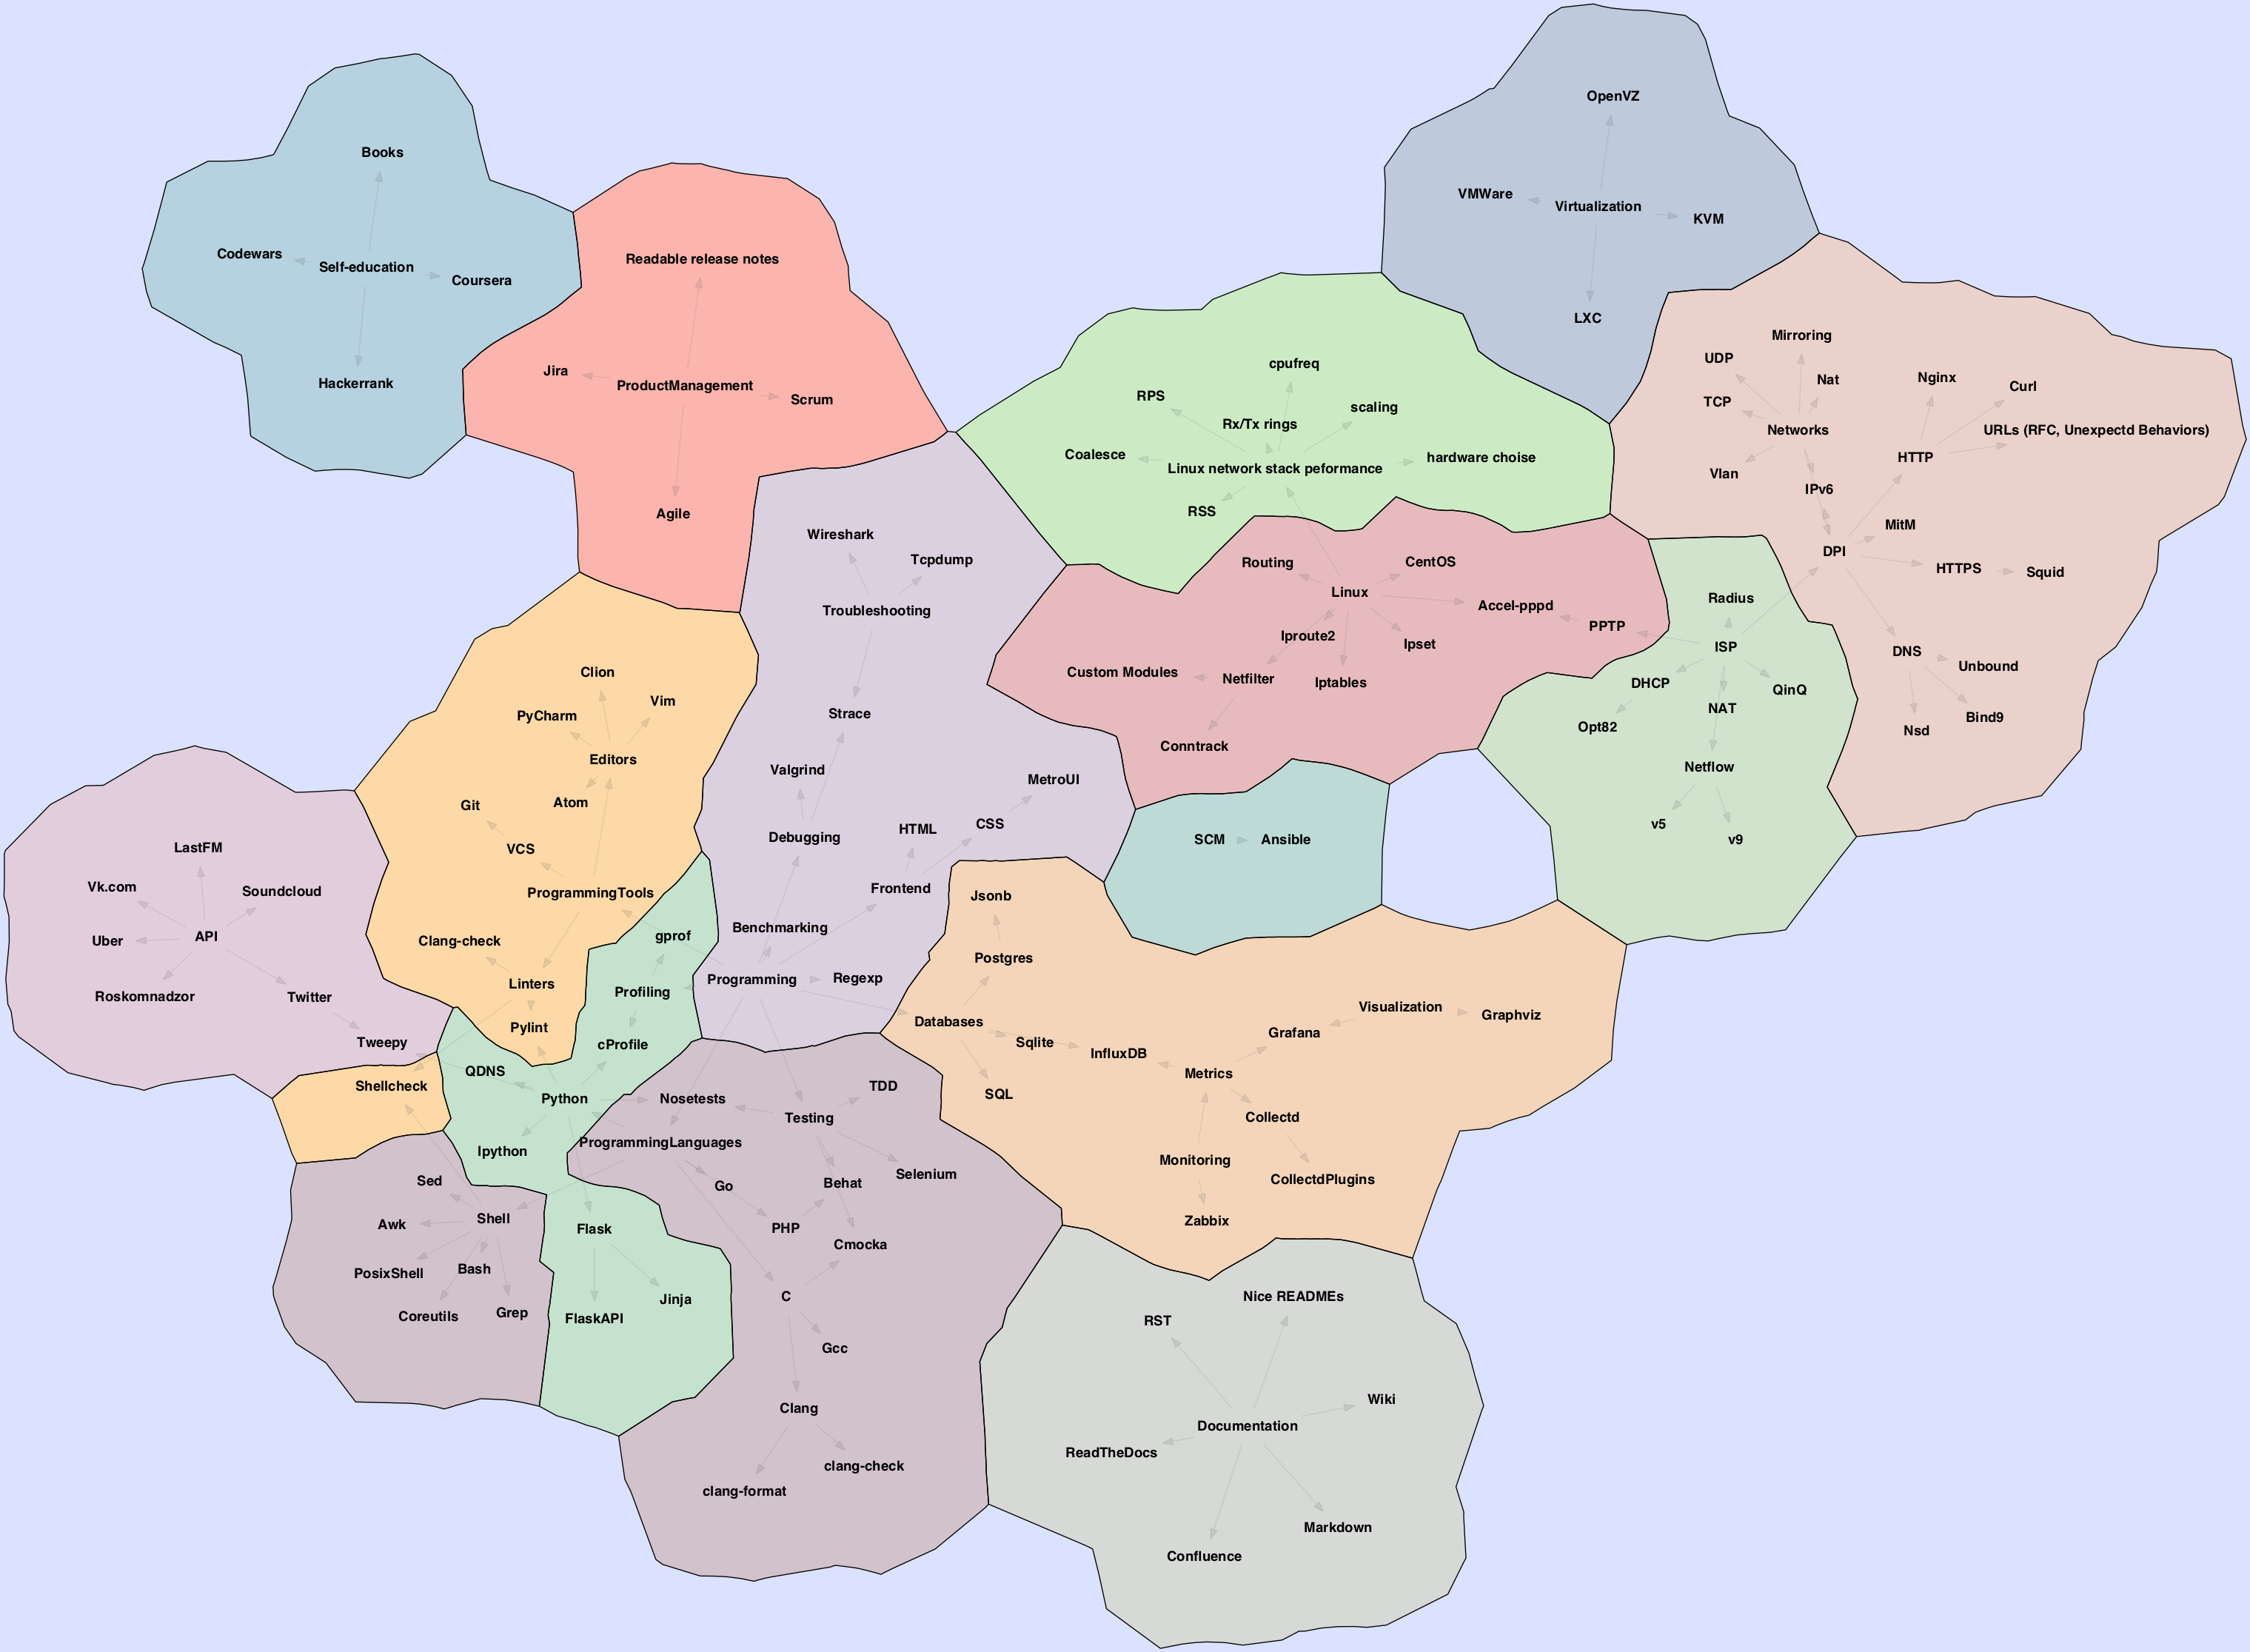 Books
Codewars
Self-education
Coursera
Hackerrank
Readable release notes
Jira
ProductManagement
Scrum
Agile
OpenVZ
VMWare
Virtualization
KVM
LXC
cpufreq
RPS
scaling
Rx/Tx rings
Coalesce
Linux network stack peformance
hardware choise
RSS
Mirroring
UDP
Nat
TCP
Networks
Vlan
IPv6
Nginx
Curl
URLs (RFC, Unexpectd Behaviors)
HTTP
MitM
DPI
HTTPS
Squid
DNS
Unbound
Bind9
Nsd
Radius
PPTP
ISP
DHCP
QinQ
NAT
Opt82
Netflow
v5
v9
Routing
CentOS
Linux
Accel-pppd
Iproute2
Ipset
Custom Modules
Netfilter
Iptables
Conntrack
SCM
Ansible
Wireshark
Tcpdump
Troubleshooting
Strace
Valgrind
MetroUI
Debugging
HTML
CSS
Frontend
Benchmarking
Programming
Regexp
Clion
Vim
PyCharm
Editors
Atom
Git
VCS
ProgrammingTools
Clang-check
Linters
Pylint
Shellcheck
LastFM
Vk.com
Soundcloud
Uber
API
Roskomnadzor
Twitter
Tweepy
gprof
Profiling
cProfile
QDNS
Python
Ipython
Flask
FlaskAPI
Jinja
Sed
Shell
Awk
PosixShell
Bash
Coreutils
Grep
Nosetests
TDD
Testing
ProgrammingLanguages
Go
Behat
Selenium
PHP
Cmocka
C
Gcc
Clang
clang-check
clang-format
Jsonb
Postgres
Databases
Sqlite
InfluxDB
SQL
Visualization
Graphviz
Grafana
Metrics
Collectd
Monitoring
CollectdPlugins
Zabbix
Nice READMEs
RST
Wiki
Documentation
ReadTheDocs
Markdown
Confluence